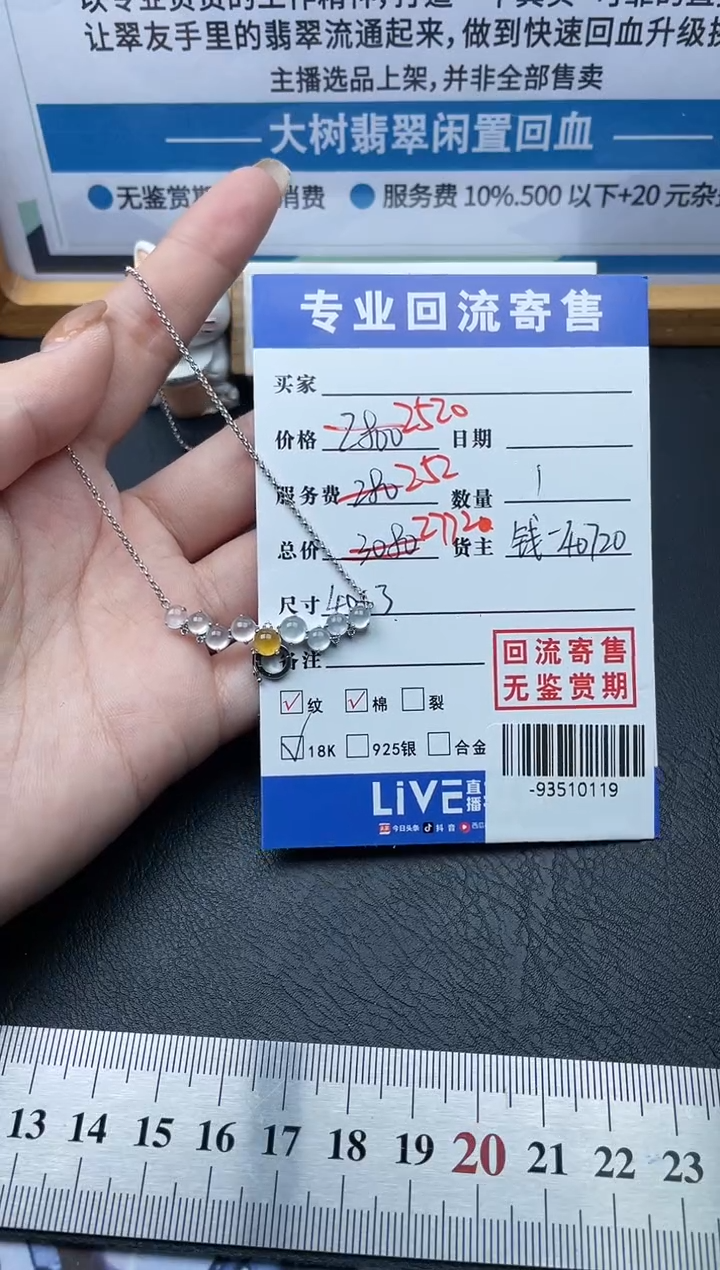 让翠友手里的翡翠流通起来，做到快速回血升级
主播选品上架，并非全部售卖
大树翡翠闲置回血
无鉴赏 消费 服务费 10%.500 以下+20 元杂
专业回流寄售
买家
价格 2800 2520 日期
服务费 280 252 数量 1
总价 3080 2772 货主 钱-40720
尺寸
备注
回流寄售
无鉴赏期
纹 棉 裂
18K 925银 合金
-93510119
LiVE 直播
今日头条 抖音 西瓜
13 14 15 16 17 18 19 20 21 22 23